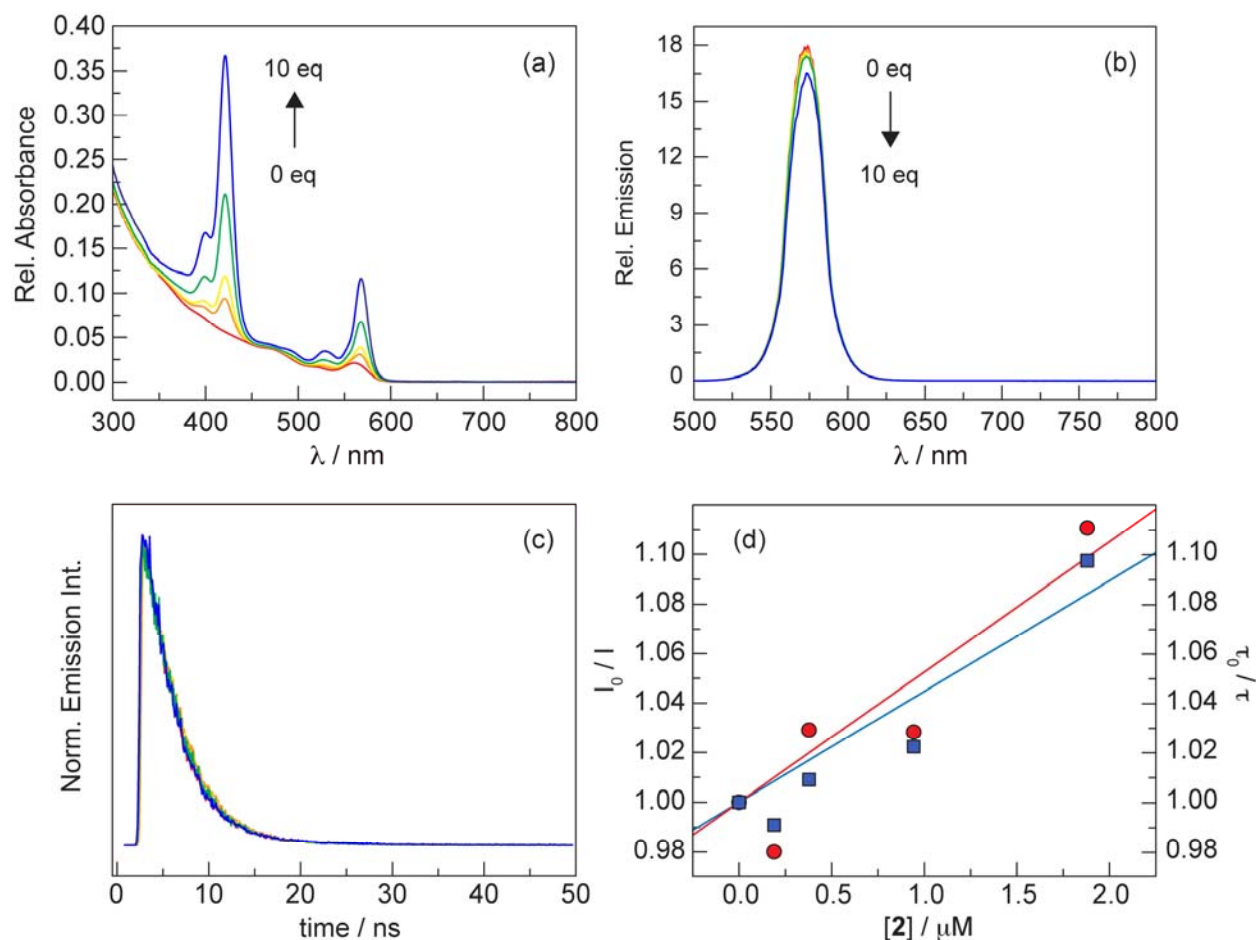 (a)
10 eq
0 eq
Rel. Absorbance
0.40
0.35
0.30
0.25
0.20
0.15
0.10
0.05
0.00
300 400 500 600 700 800
λ / nm
(b)
0 eq
10 eq
Rel. Emission
18
15
12
9
6
3
0
500 550 600 650 700 750 800
λ / nm
(c)
Norm. Emission Int.
0 10 20 30 40 50
time / ns
(d)
I₀ / I
1.10
1.08
1.06
1.04
1.02
1.00
0.98
τ₀ / τ
1.10
1.08
1.06
1.04
1.02
1.00
0.98
0.0 0.5 1.0 1.5 2.0
[2] / μM